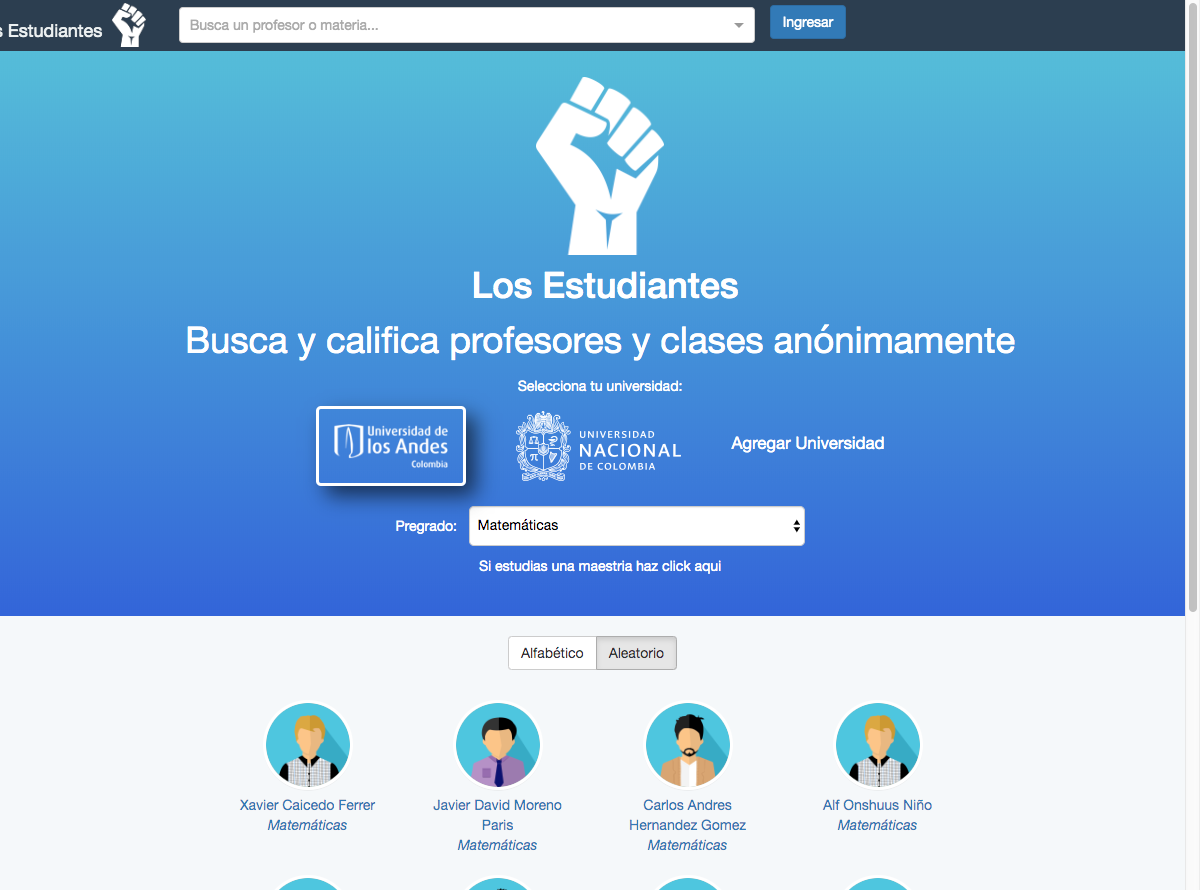 s Estudiantes
Busca un profesor o materia...
Ingresar
Los Estudiantes
Busca y califica profesores y clases anónimamente
Selecciona tu universidad:
Universidad de
los Andes
Colombia
UNIVERSIDAD
NACIONAL
DE COLOMBIA
Agregar Universidad
Pregrado:
Matemáticas
Si estudias una maestria haz click aqui
Alfabético
Aleatorio
Xavier Caicedo Ferrer
Matemáticas
Javier David Moreno
Paris
Matemáticas
Carlos Andres
Hernandez Gomez
Matemáticas
Alf Onshuus Niño
Matemáticas